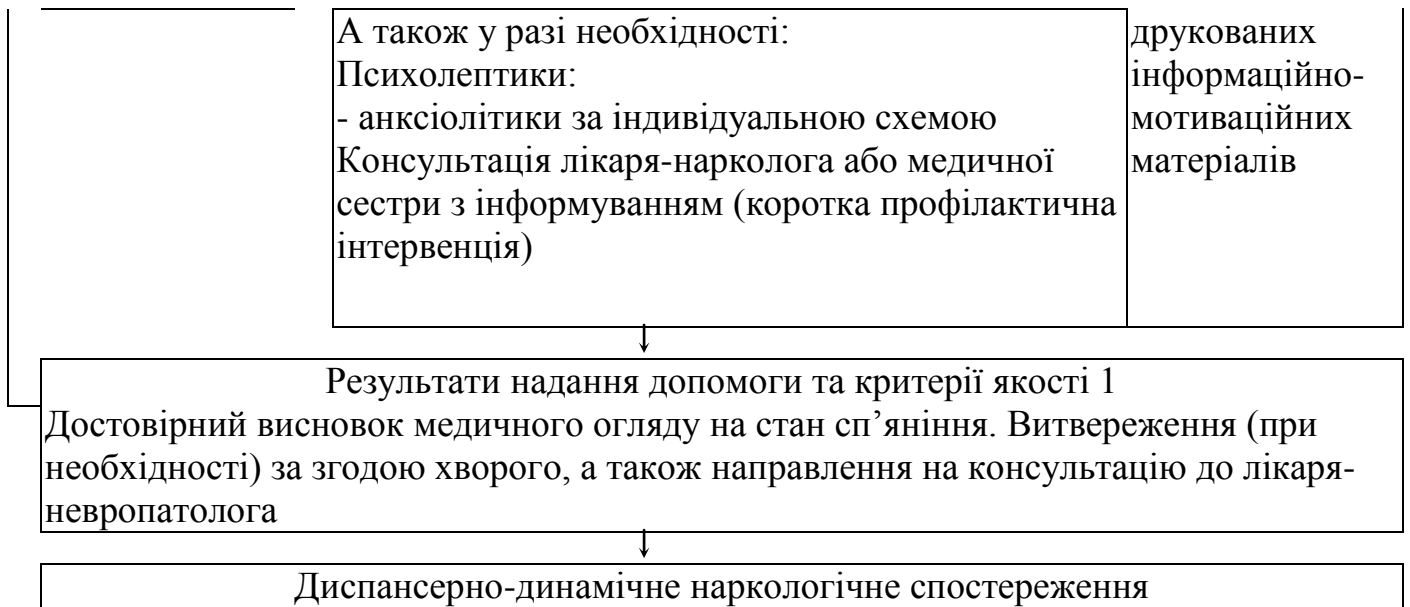 А також у разі необхідності:
Психолептики:
- анксіолітики за індивідуальною схемою
Консультація лікаря-нарколога або медичної
сестри з інформуванням (коротка профілактична
інтервенція)
друкованих
інформаційно-
мотиваційних
матеріалів
Результати надання допомоги та критерії якості 1
Достовірний висновок медичного огляду на стан сп’яніння. Витвереження (при
необхідності) за згодою хворого, а також направлення на консультацію до лікаря-
невропатолога
Диспансерно-динамічне наркологічне спостереження